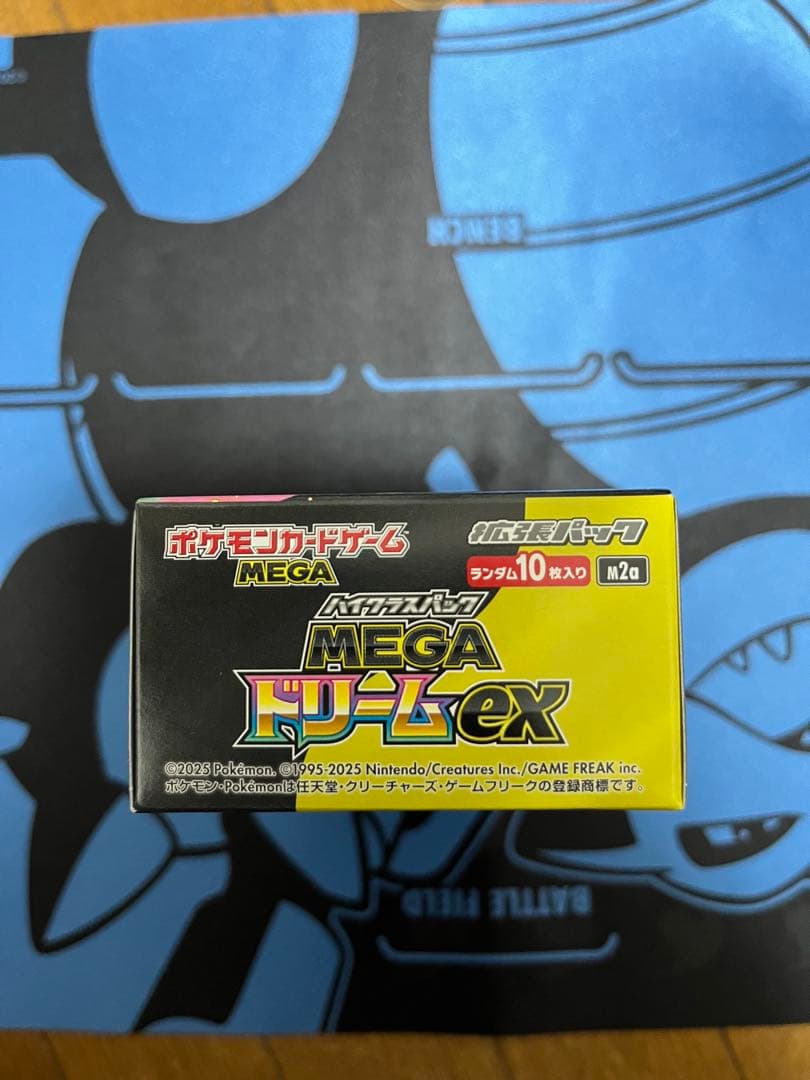 BENCH
ポケモンカードゲーム
MEGA
拡張パック
ランダム10枚入り
M2a
ハイクラスパック
MEGA
ドリームex
©2025 Pokémon. ©1995-2025 Nintendo/Creatures Inc./GAME FREAK inc.
ポケモン・Pokémonは任天堂・クリーチャーズ・ゲームフリークの登録商標です。
BATTLE FIELD